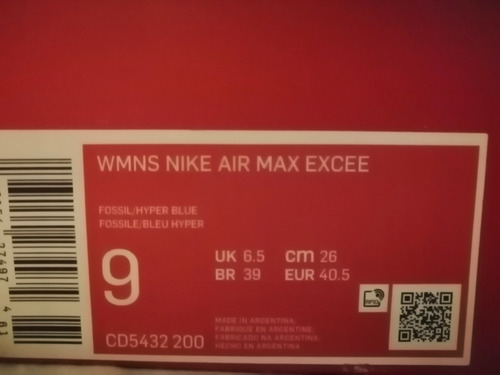 WMNS NIKE AIR MAX EXCEE
FOSSIL/HYPER BLUE
FOSSILE/BLEU HYPER
9
UK 6.5 cm 26
BR 39 EUR 40.5
CD5432 200
MADE IN ARGENTINA.
FABRIQUE EN ARGENTINE.
FABRICADO NA ARGENTINA.
HECHO EN ARGENTINA.
RFID